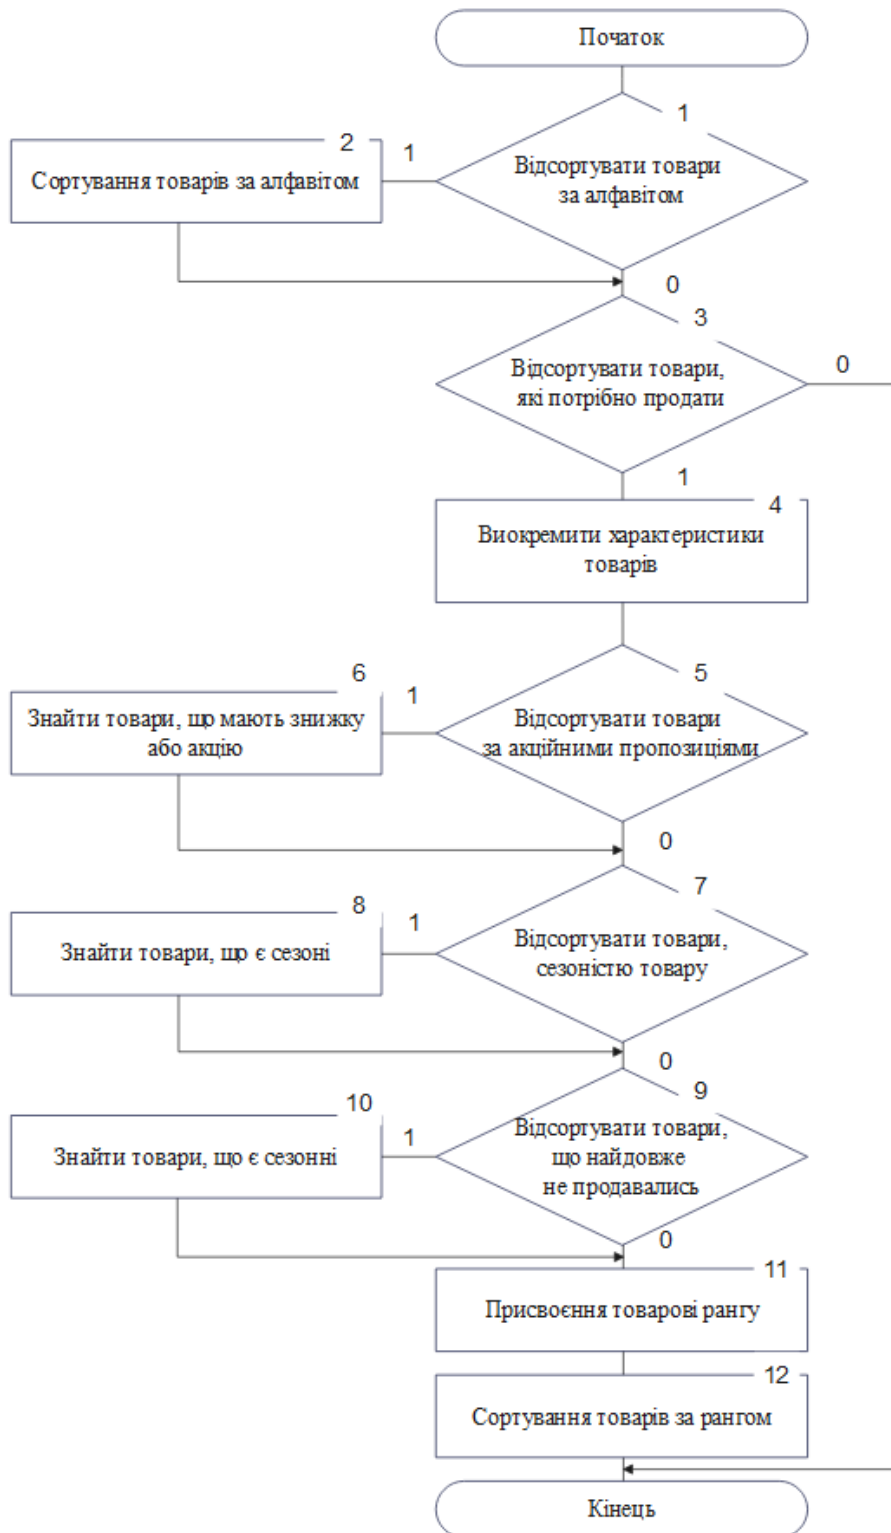 Початок
1
Відсортувати товари
за алфавітом
2
1
Сортування товарів за алфавітом
0
3
Відсортувати товари,
які потрібно продати
0
1
4
Виокремити характеристики
товарів
5
Відсортувати товари
за акційними пропозиціями
6
1
Знайти товари, що мають знижку
або акцію
0
7
Відсортувати товари,
сезоністю товару
8
1
Знайти товари, що є сезоні
0
9
Відсортувати товари,
що найдовже
не продавались
10
1
Знайти товари, що є сезонні
0
11
Присвоєння товарові рангу
12
Сортування товарів за рангом
Кінець